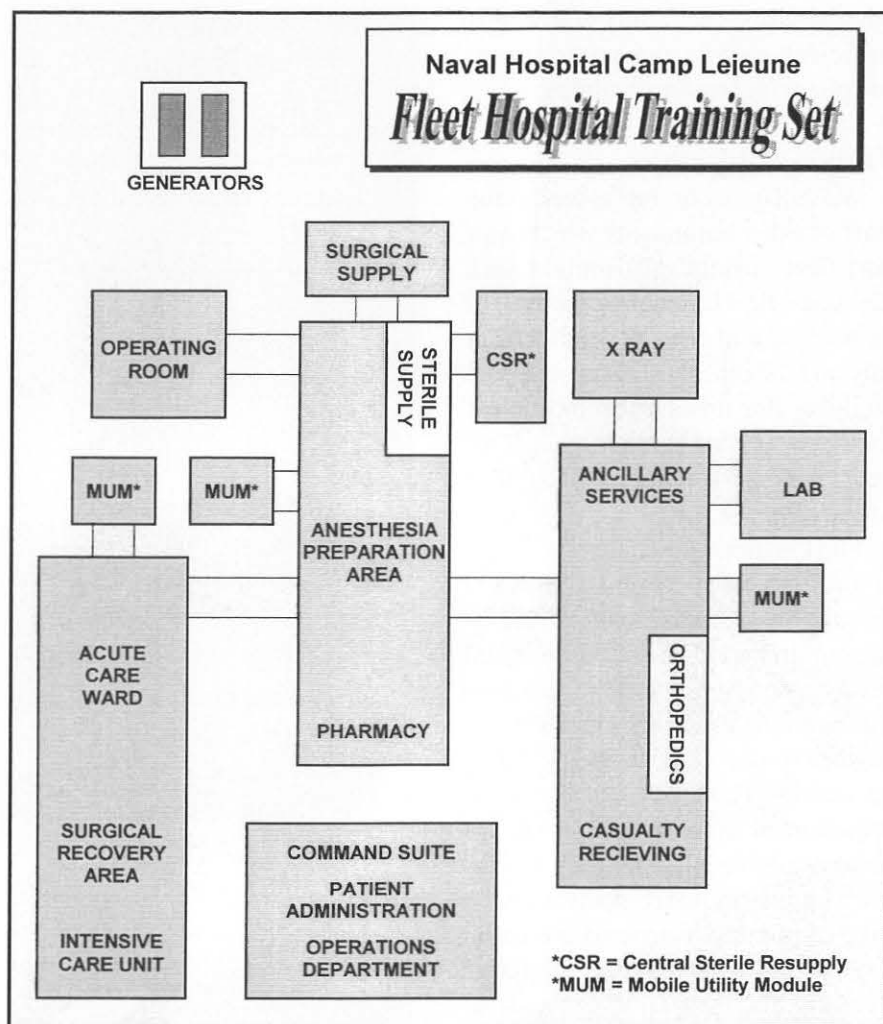 Naval Hospital Camp Lejeune
Fleet Hospital Training Set
GENERATORS
SURGICAL
SUPPLY
OPERATING
ROOM
STERILE
SUPPLY
CSR*
X RAY
MUM*
MUM*
ANESTHESIA
PREPARATION
AREA
ANCILLARY
SERVICES
LAB
MUM*
ACUTE
CARE
WARD
PHARMACY
ORTHOPEDICS
SURGICAL
RECOVERY
AREA
INTENSIVE
CARE UNIT
COMMAND SUITE
PATIENT
ADMINISTRATION
OPERATIONS
DEPARTMENT
CASUALTY
RECIEVING
*CSR = Central Sterile Resupply
*MUM = Mobile Utility Module